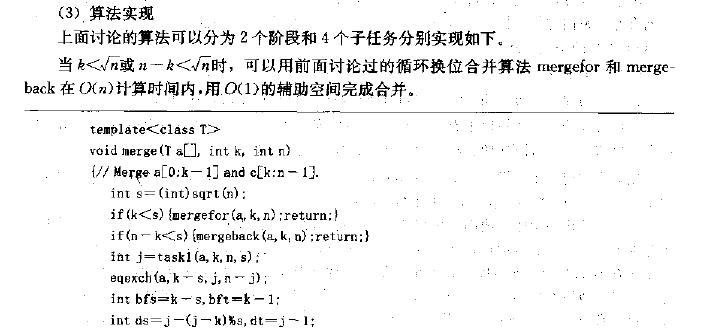 （3）算法实现
上面讨论的算法可以分为 2 个阶段和 4 个子任务分别实现如下。
当 k<√n或 n－k<√n时，可以用前面讨论过的循环换位合并算法 mergefor 和 merge-
back 在 O(n)计算时间内,用 O(1)的辅助空间完成合并。
template<class T>
void merge(T a[], int k, int n)
{// Merge a[0:k-1] and c[k:n-1].
int s=(int)sqrt(n);
if(k<s){mergefor(a,k,n);return;}
if(n-k<s){mergeback(a,k,n);return;}
int j=task1(a,k,n,s);
eqexch(a,k-s,j,n-j);
int bfs=k-s,bft=k-1;
int ds=j-(j-k)%s,dt=j-1;